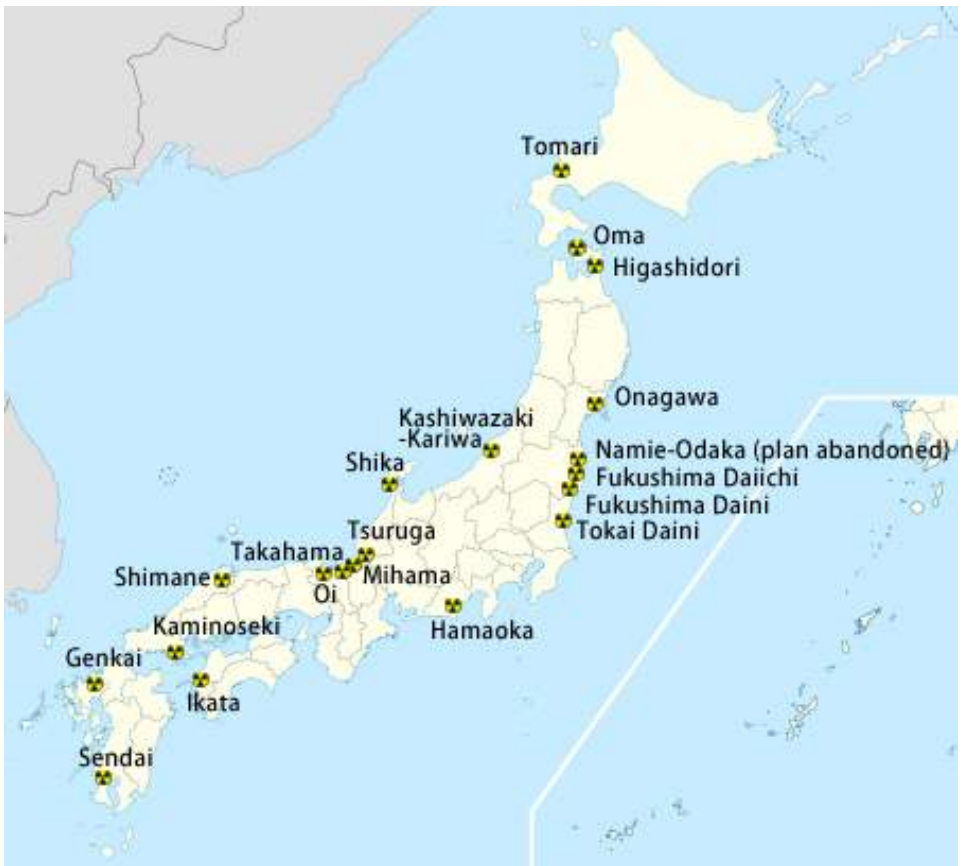 Tomari
Oma
Higashidori
Onagawa
Kashiwazaki
-Kariwa
Namie-Odaka (plan abandoned)
Shika
Fukushima Daiichi
Fukushima Daini
Tokai Daini
Tsuruga
Takahama
Mihama
Shimane
Oi
Hamaoka
Kaminoseki
Genkai
Ikata
Sendai